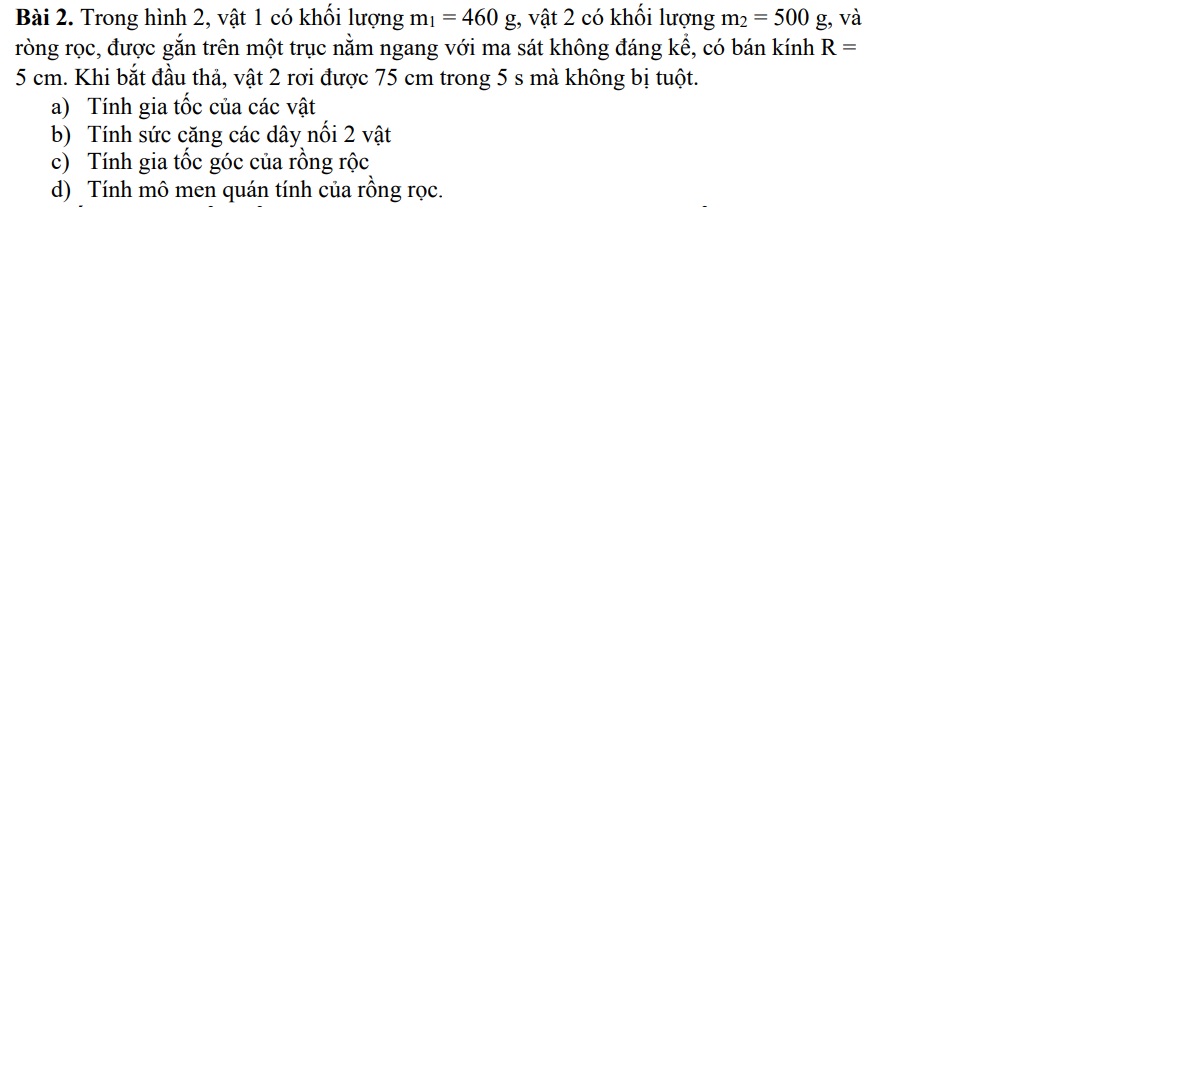 Bài 2. Trong hình 2, vật 1 có khối lượng m₁ = 460 g, vật 2 có khối lượng m₂ = 500 g, và
ròng rọc, được gắn trên một trục nằm ngang với ma sát không đáng kể, có bán kính R =
5 cm. Khi bắt đầu thả, vật 2 rơi được 75 cm trong 5 s mà không bị tuột.
a) Tính gia tốc của các vật
b) Tính sức căng các dây nối 2 vật
c) Tính gia tốc góc của rồng rộc
d) Tính mô men quán tính của rồng rọc.